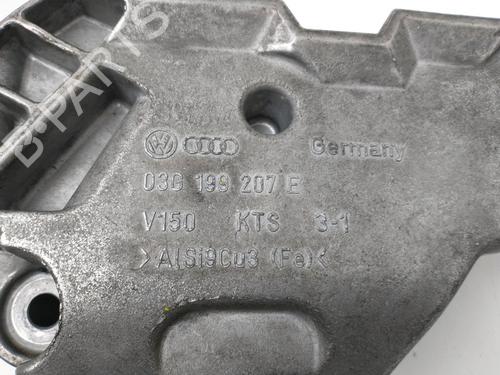 B-PARTS
Germany
03G 199 207 E
V150 KTS 3-1
>AlSi9Cu3 (Fe)<